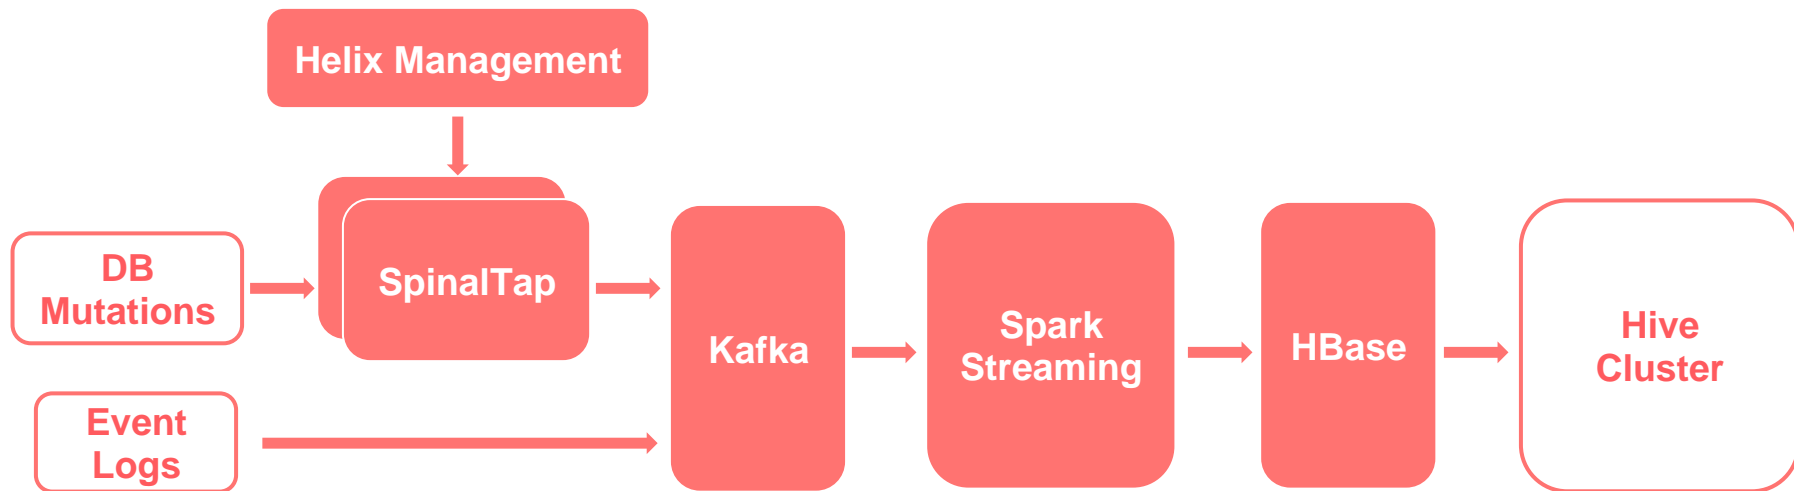 Helix Management
DB
Mutations
SpinalTap
Event
Logs
Kafka
Spark
Streaming
HBase
Hive
Cluster